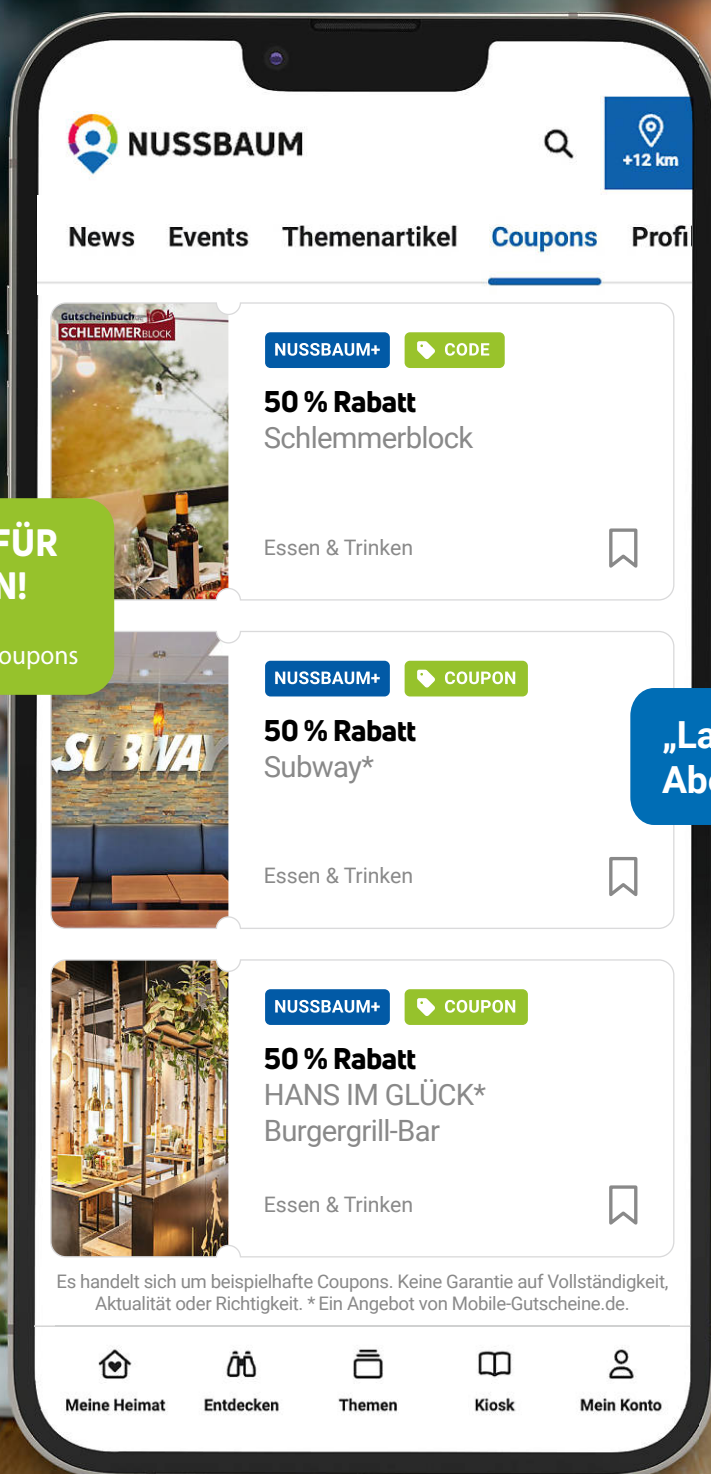 NUSSBAUM
+12 km
News Events Themenartikel Coupons Profi
Gutscheinbuch
SCHLEMMERBLOCK
NUSSBAUM+ CODE
50 % Rabatt
Schlemmerblock
Essen & Trinken
FÜR
N!
oupons
SUBWAY
NUSSBAUM+ COUPON
50 % Rabatt
Subway*
Essen & Trinken
„La
Ab
NUSSBAUM+ COUPON
50 % Rabatt
HANS IM GLÜCK*
Burgergrill-Bar
Essen & Trinken
Es handelt sich um beispielhafte Coupons. Keine Garantie auf Vollständigkeit,
Aktualität oder Richtigkeit. * Ein Angebot von Mobile-Gutscheine.de.
Meine Heimat Entdecken Themen Kiosk Mein Konto